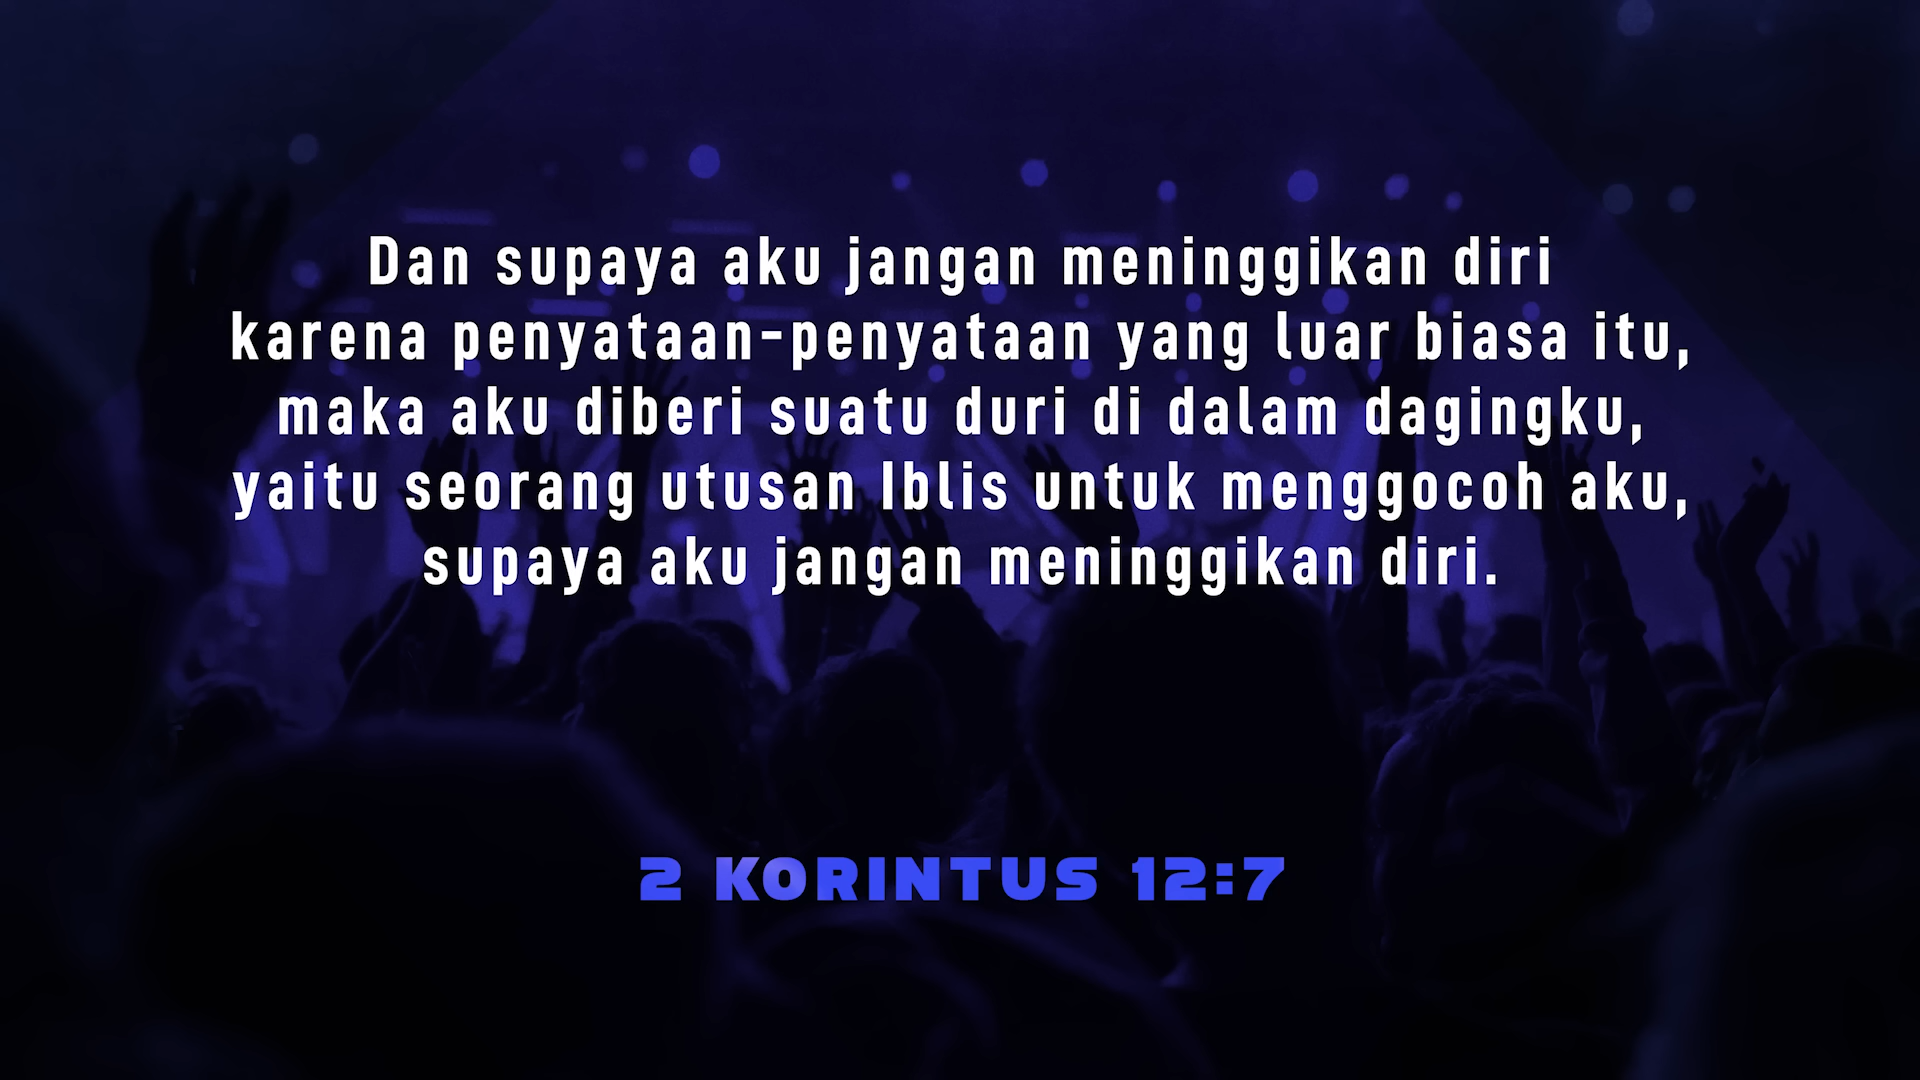 Dan supaya aku jangan meninggikan diri
karena penyataan-penyataan yang luar biasa itu,
maka aku diberi suatu duri di dalam dagingku,
yaitu seorang utusan Iblis untuk menggocoh aku,
supaya aku jangan meninggikan diri.
2 KORINTUS 12:7